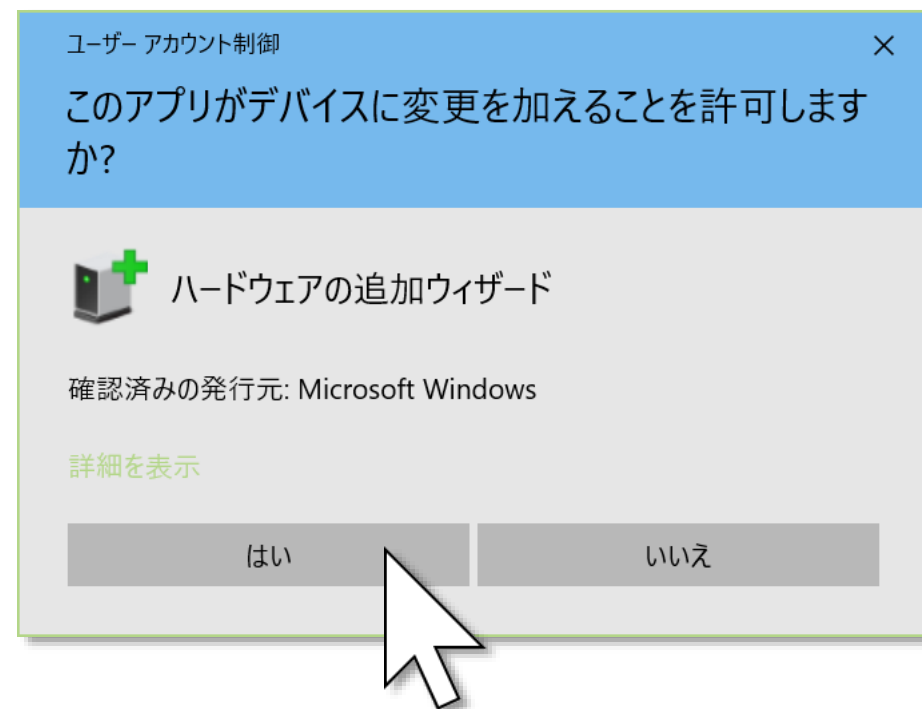 ユーザー アカウント制御
このアプリがデバイスに変更を加えることを許可します
か?
ハードウェアの追加ウィザード
確認済みの発行元: Microsoft Windows
詳細を表示
はい
いいえ